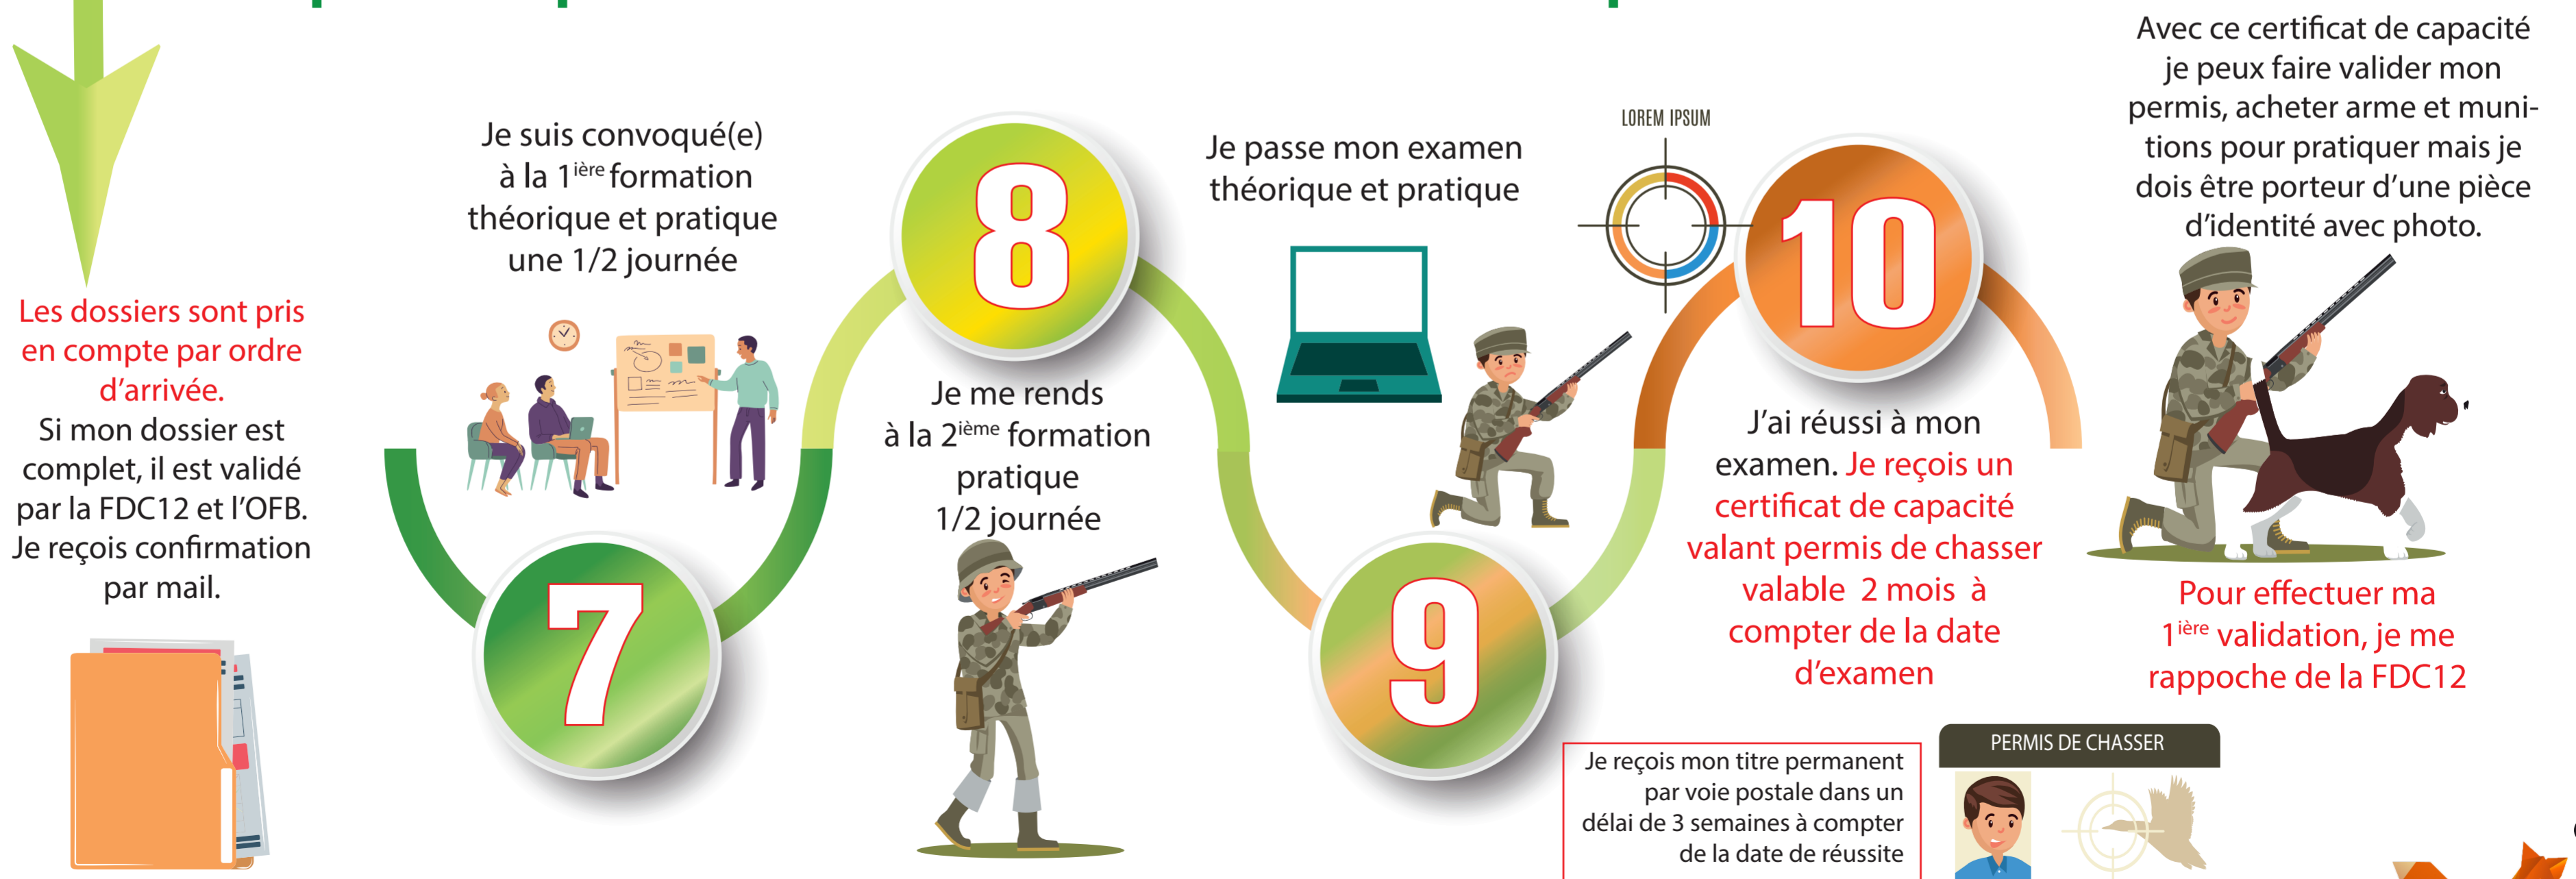 Les dossiers sont pris
en compte par ordre
d'arrivée.
Si mon dossier est
complet, il est validé
par la FDC12 et l'OFB.
Je reçois confirmation
par mail.
Je suis convoqué(e)
à la 1ière formation
théorique et pratique
une 1/2 journée
7
8
Je me rends
à la 2ième formation
pratique
1/2 journée
Je passe mon examen
théorique et pratique
9
LOREM IPSUM
10
J'ai réussi à mon
examen. Je reçois un
certificat de capacité
valant permis de chasser
valable 2 mois à
compter de la date
d'examen
Je reçois mon titre permanent
par voie postale dans un
délai de 3 semaines à compter
de la date de réussite
Avec ce certificat de capacité
je peux faire valider mon
permis, acheter arme et muni-
tions pour pratiquer mais je
dois être porteur d'une pièce
d'identité avec photo.
Pour effectuer ma
1ière validation, je me
rappoche de la FDC12
PERMIS DE CHASSER